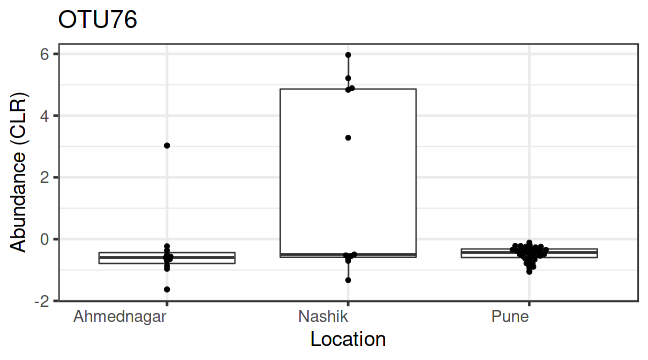 OTU76
Abundance (CLR)
6
4
2
0
-2
Ahmednagar
Nashik
Pune
Location